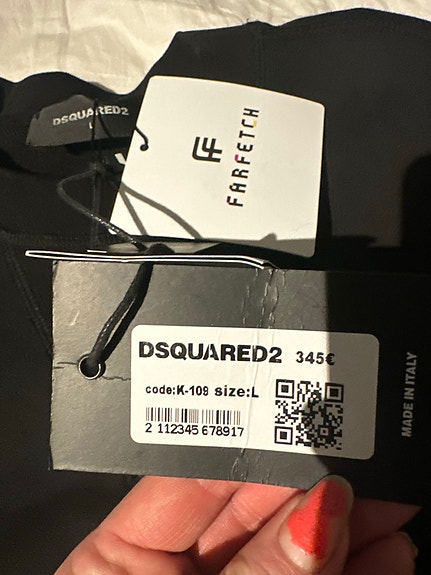 DSQUARED2
L
FARFETCH
DSQUARED2 345€
code:K-109 size:L
2 112345 678917
MADE IN ITALY